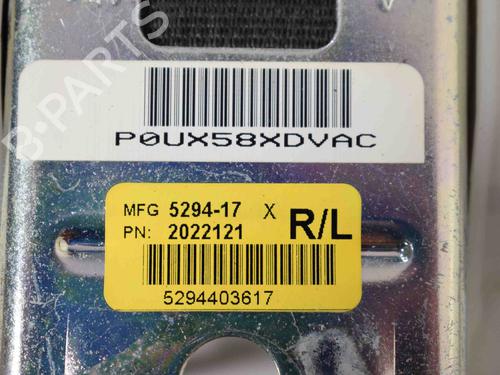 B-PARTS
P0UX58XDVAC
MFG 5294-17 X
PN: 2022121 R/L
5294403617